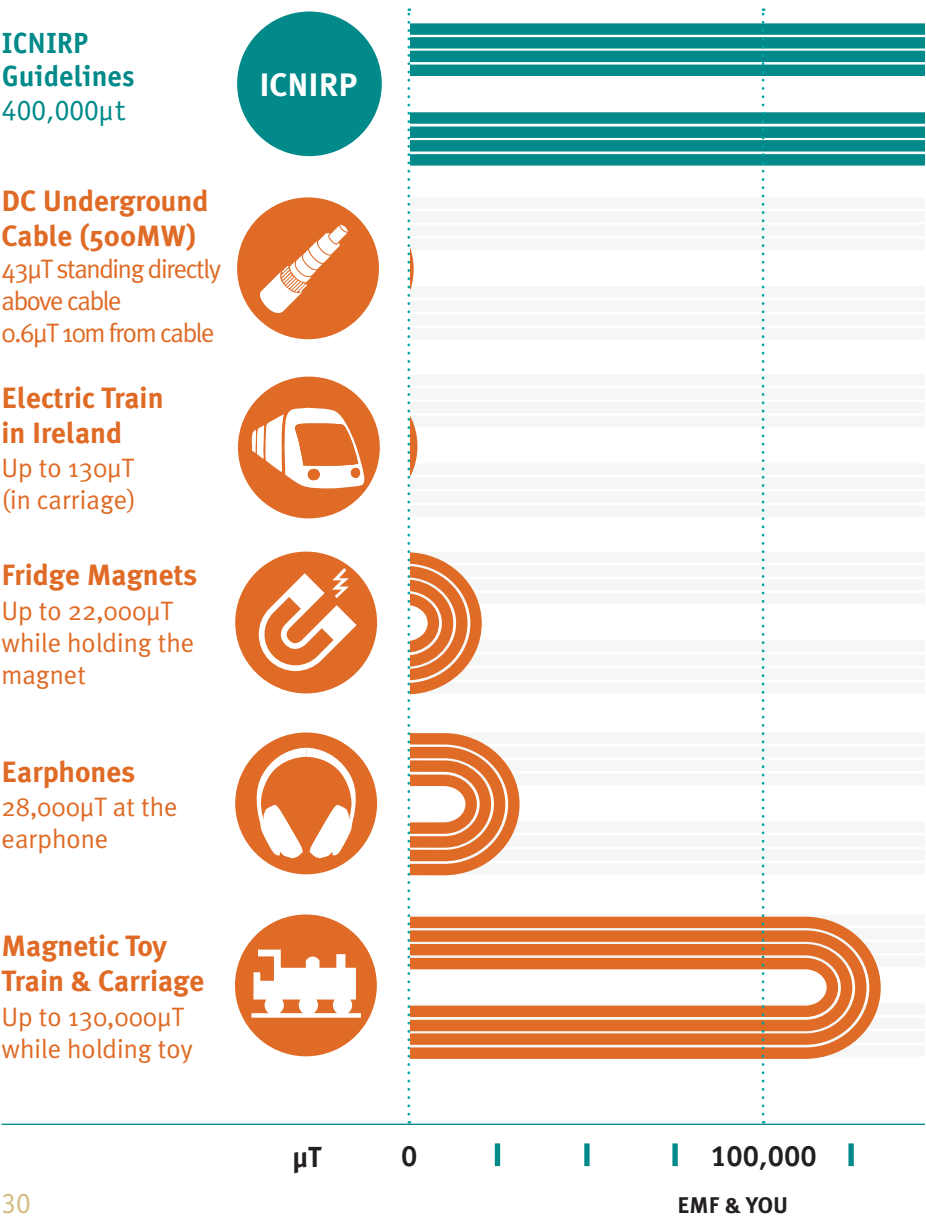 ICNIRP
Guidelines
400,000µt
ICNIRP
DC Underground
Cable (500MW)
43µT standing directly
above cable
0.6µT 10m from cable
Electric Train
in Ireland
Up to 130µT
(in carriage)
Fridge Magnets
Up to 22,000µT
while holding the
magnet
Earphones
28,000µT at the
earphone
Magnetic Toy
Train & Carriage
Up to 130,000µT
while holding toy
µT 0 100,000
30 EMF & YOU